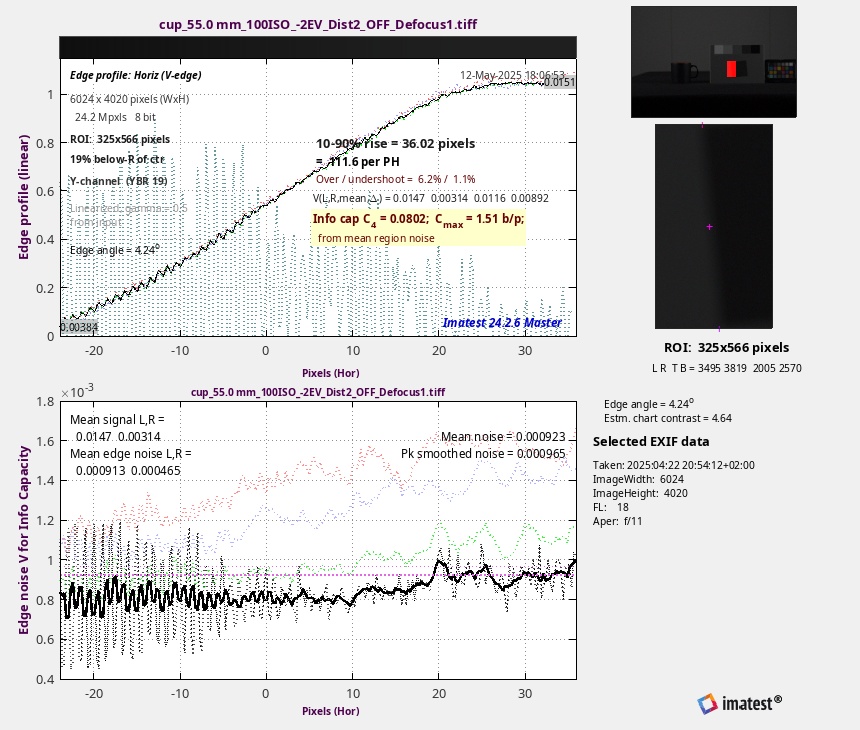 cup_55.0 mm_100ISO_-2EV_Dist2_OFF_Defocus1.tiff
Edge profile: Horiz (V-edge)
12-May-2025 18:06:53
0.0151
6024 x 4020 pixels (WxH)
24.2 Mpxls   8 bit
ROI:  325x566 pixels
19% below-R of ctr
Y-channel  (YBR 19)
Linearized, gamma = 0.5
from input
Edge angle = 4.24°
10-90% rise = 36.02 pixels
= 111.6 per PH
Over / undershoot =  6.2% /  1.1%
V(L,R,mean,△) = 0.0147  0.00314  0.0116  0.00892
Info cap C4 = 0.0802;  Cmax = 1.51 b/p;
from mean region noise
0.00384
Imatest 24.2.6 Master
Edge profile (linear)
1
0.8
0.6
0.4
0.2
0
-20
-10
0
10
20
30
Pixels (Hor)
ROI:  325x566 pixels
L R  T B = 3495 3819  2005 2570
×10-3
cup_55.0 mm_100ISO_-2EV_Dist2_OFF_Defocus1.tiff
Mean signal L,R =
0.0147  0.00314
Mean edge noise L,R =
0.000913  0.000465
Mean noise = 0.000923
Pk smoothed noise = 0.000965
Edge noise V for Info Capacity
1.8
1.6
1.4
1.2
1
0.8
0.6
0.4
-20
-10
0
10
20
30
Pixels (Hor)
Edge angle = 4.24°
Estm. chart contrast = 4.64
Selected EXIF data
Taken: 2025:04:22 20:54:12+02:00
ImageWidth:  6024
ImageHeight:  4020
FL:    18
Aper:  f/11
imatest®